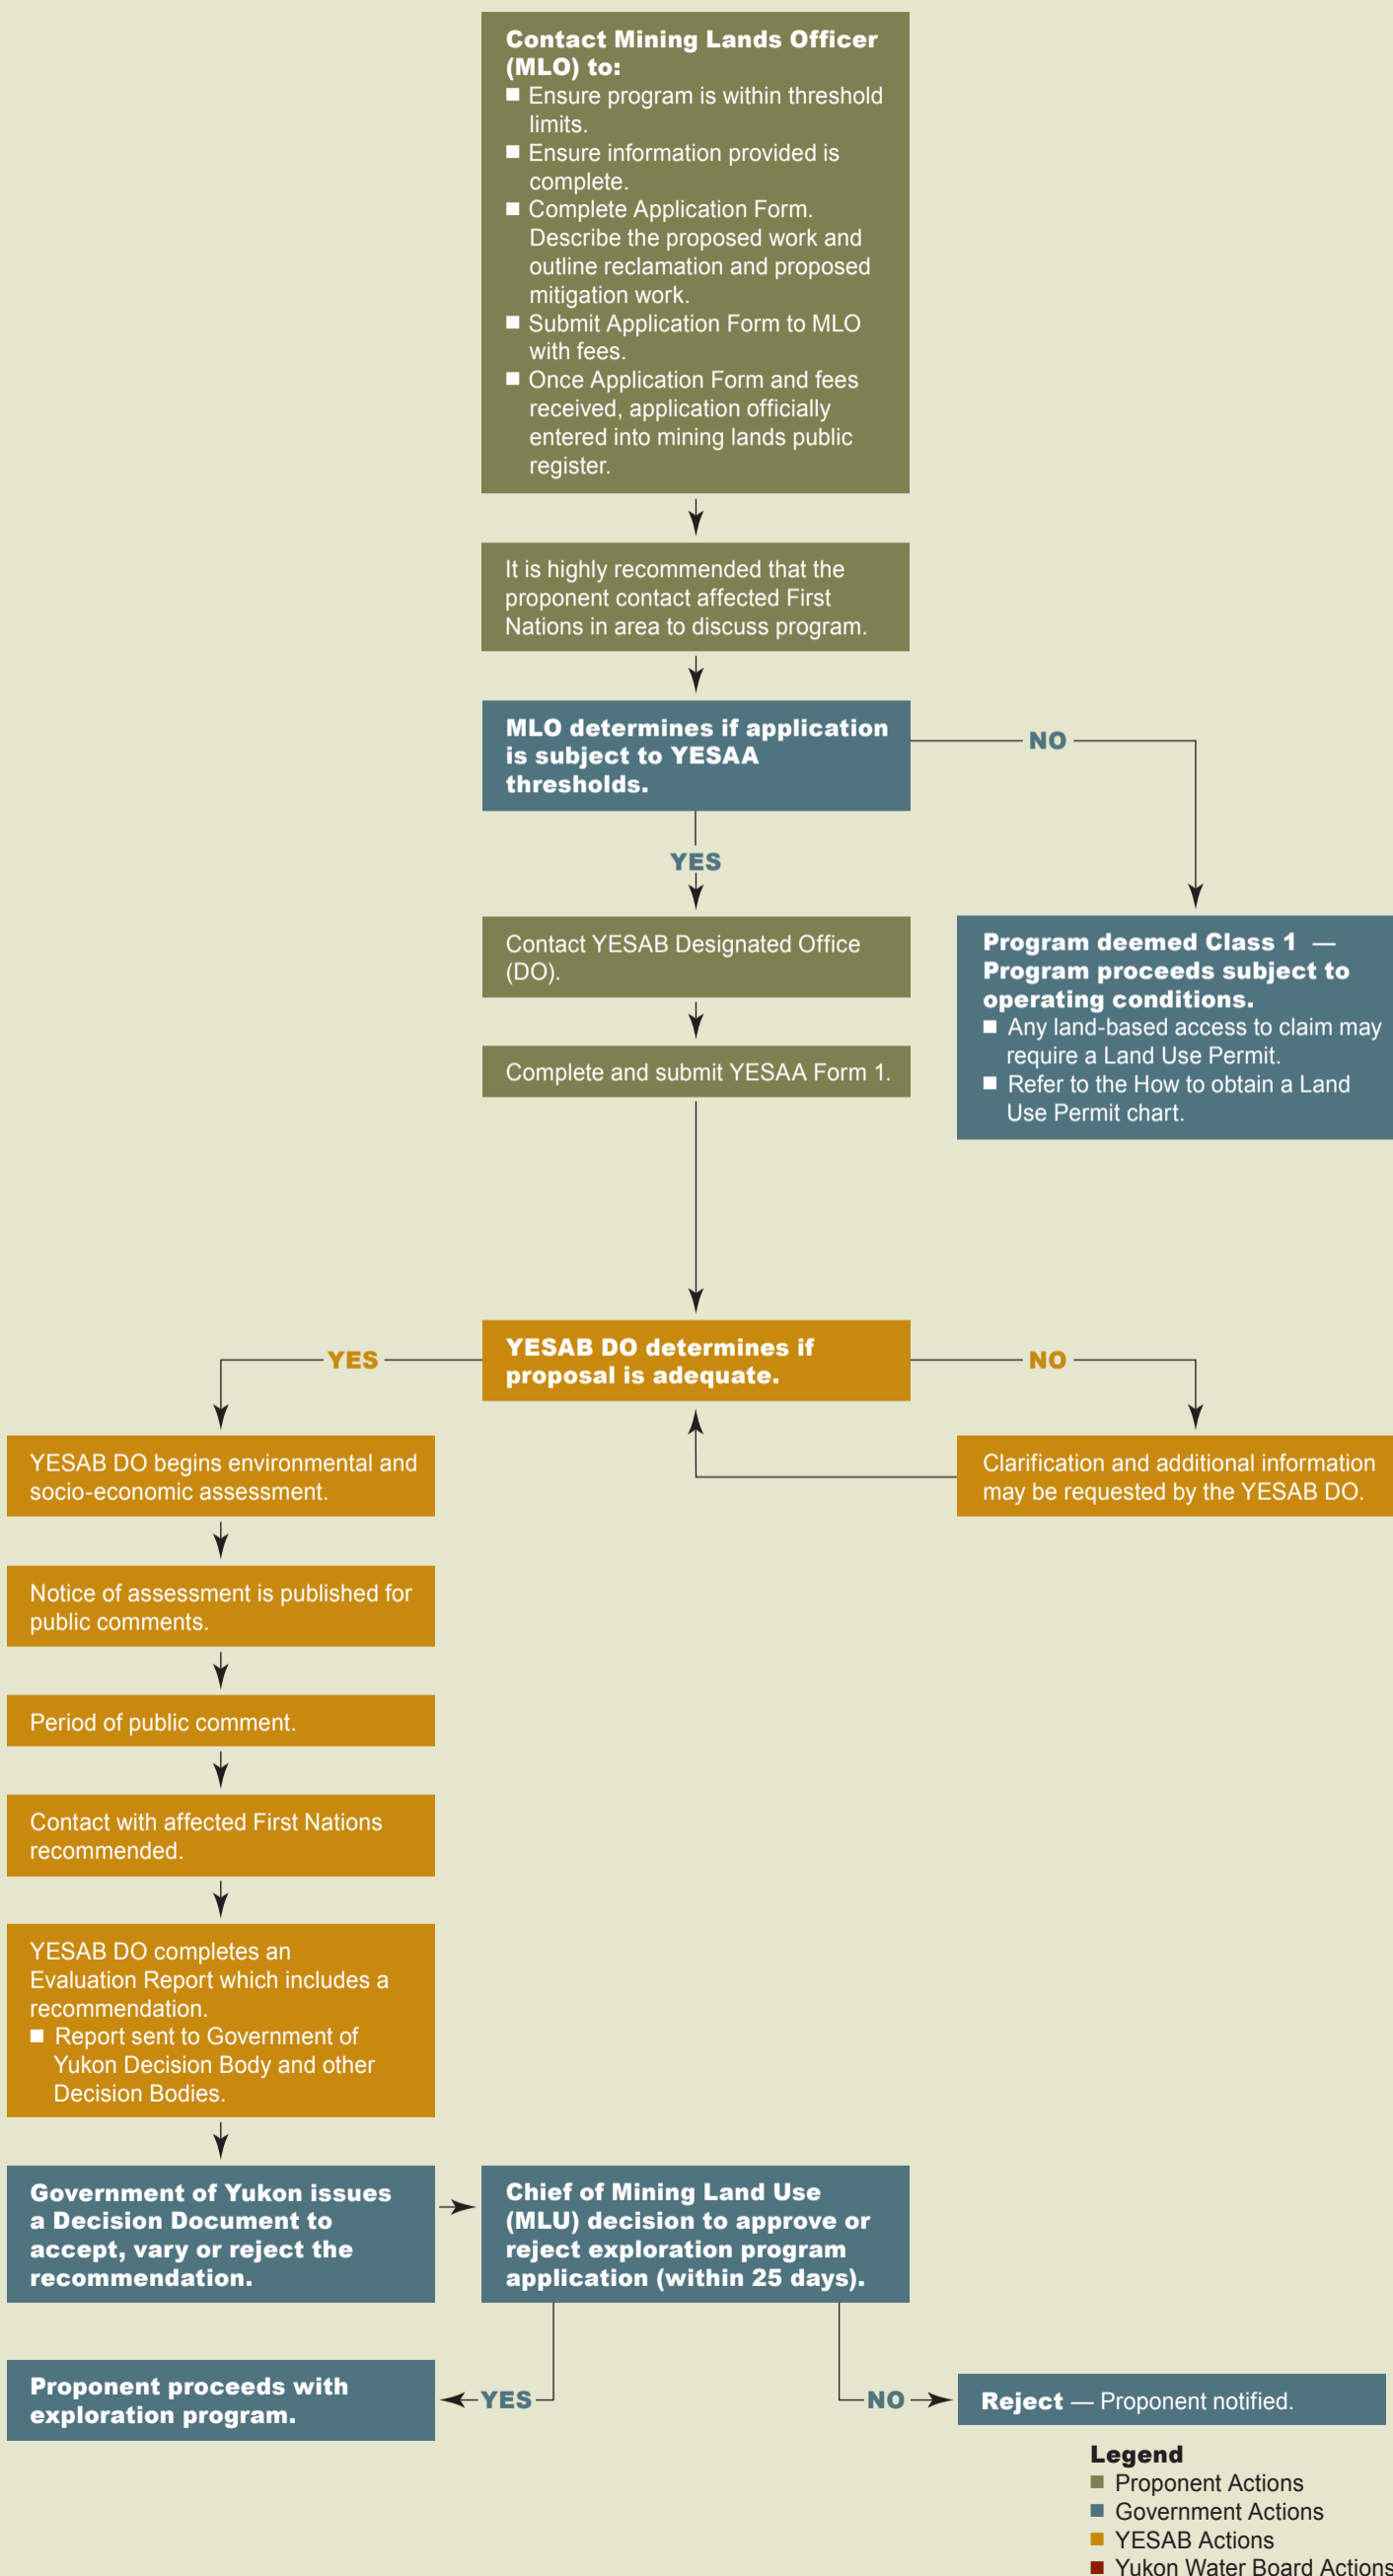 Contact Mining Lands Officer
(MLO) to:
Ensure program is within threshold
limits.
Ensure information provided is
complete.
Complete Application Form.
Describe the proposed work and
outline reclamation and proposed
mitigation work.
Submit Application Form to MLO
with fees.
Once Application Form and fees
received, application officially
entered into mining lands public
register.
It is highly recommended that the
proponent contact affected First
Nations in area to discuss program.
MLO determines if application
is subject to YESAA
thresholds.
NO
YES
Contact YESAB Designated Office
(DO).
Program deemed Class 1 —
Program proceeds subject to
operating conditions.
Any land-based access to claim may
require a Land Use Permit.
Refer to the How to obtain a Land
Use Permit chart.
Complete and submit YESAA Form 1.
YESAB DO determines if
proposal is adequate.
YES
NO
YESAB DO begins environmental and
socio-economic assessment.
Clarification and additional information
may be requested by the YESAB DO.
Notice of assessment is published for
public comments.
Period of public comment.
Contact with affected First Nations
recommended.
YESAB DO completes an
Evaluation Report which includes a
recommendation.
Report sent to Government of
Yukon Decision Body and other
Decision Bodies.
Government of Yukon issues
a Decision Document to
accept, vary or reject the
recommendation.
Chief of Mining Land Use
(MLU) decision to approve or
reject exploration program
application (within 25 days).
Proponent proceeds with
exploration program.
YES
NO
Reject — Proponent notified.
Legend
Proponent Actions
Government Actions
YESAB Actions
Yukon Water Board Actions